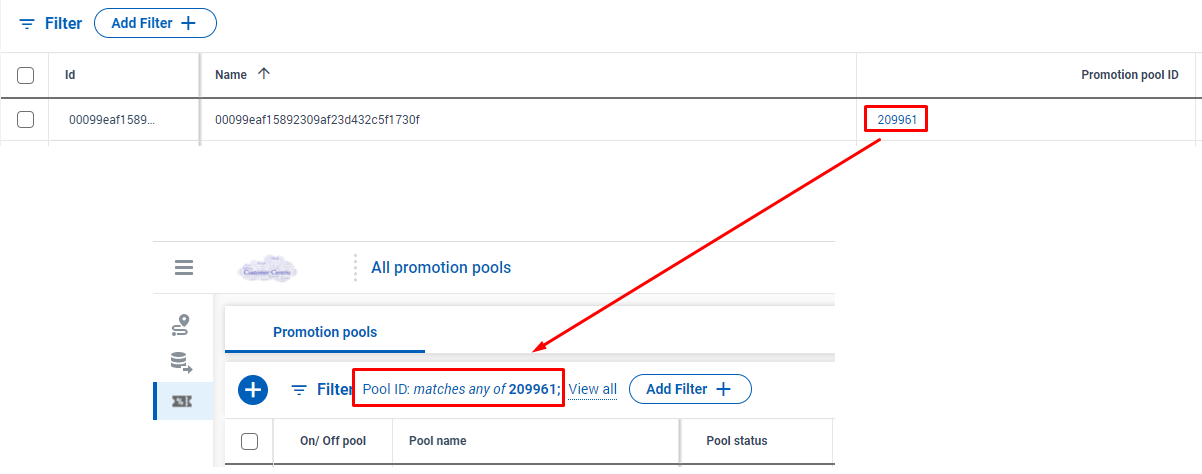 Filter Add Filter +
Id Name ↑ Promotion pool ID
00099eaf1589... 00099eaf15892309af23d432c5f1730f 209961
Customer Centria All promotion pools
Promotion pools
Filter Pool ID: matches any of 209961; View all Add Filter +
On/ Off pool Pool name Pool status